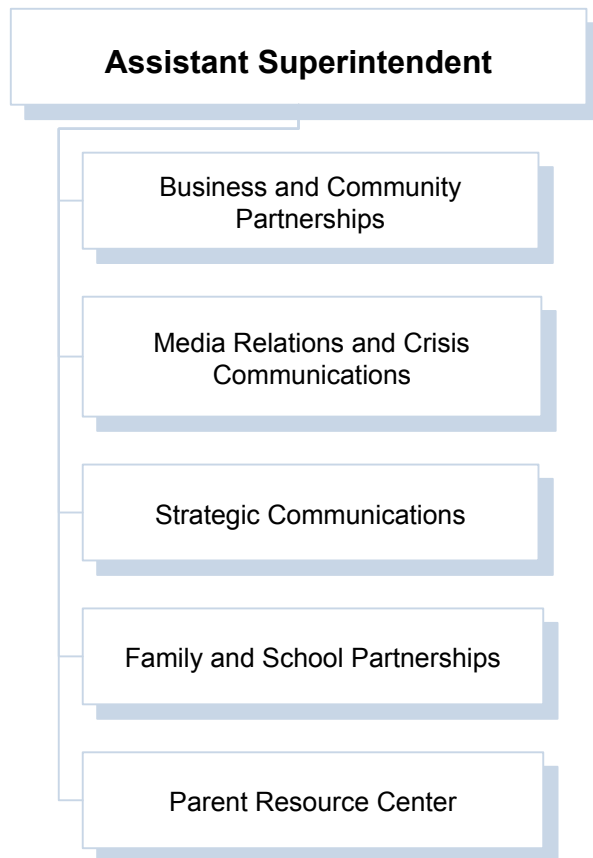 Assistant Superintendent
Business and Community
Partnerships
Media Relations and Crisis
Communications
Strategic Communications
Family and School Partnerships
Parent Resource Center